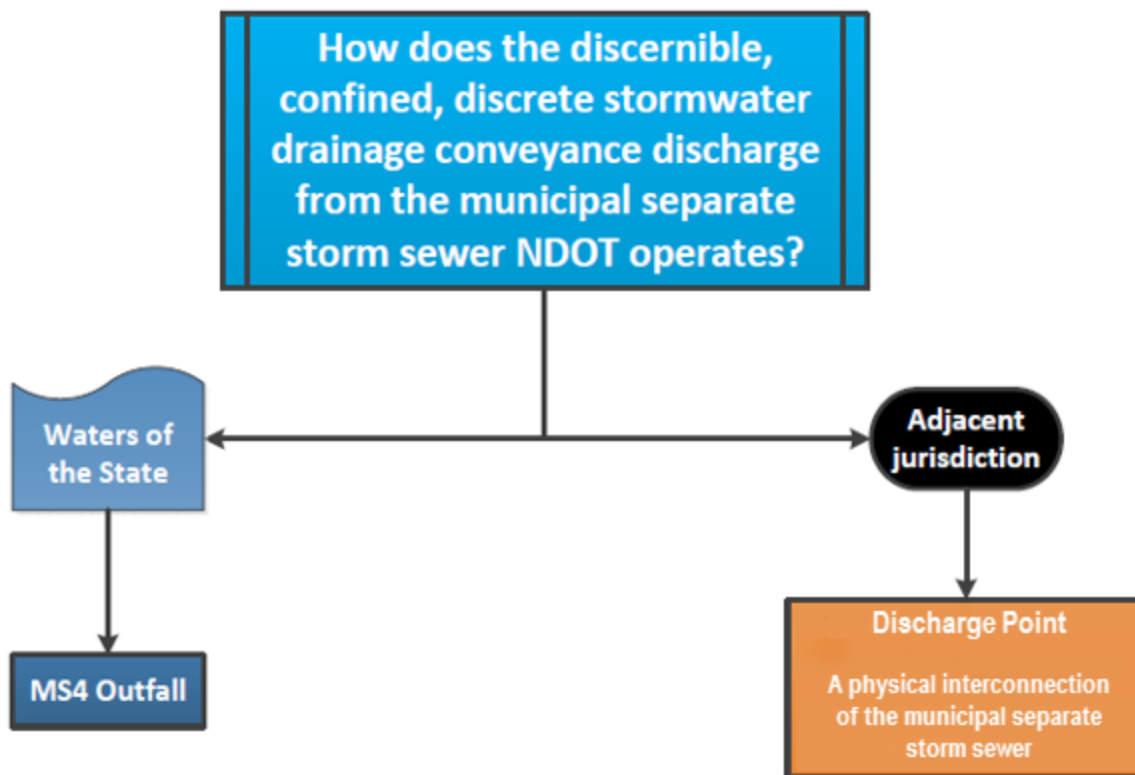 How does the discernible,
confined, discrete stormwater
drainage conveyance discharge
from the municipal separate
storm sewer NDOT operates?
Waters of
the State
Adjacent
jurisdiction
MS4 Outfall
Discharge Point
A physical interconnection
of the municipal separate
storm sewer